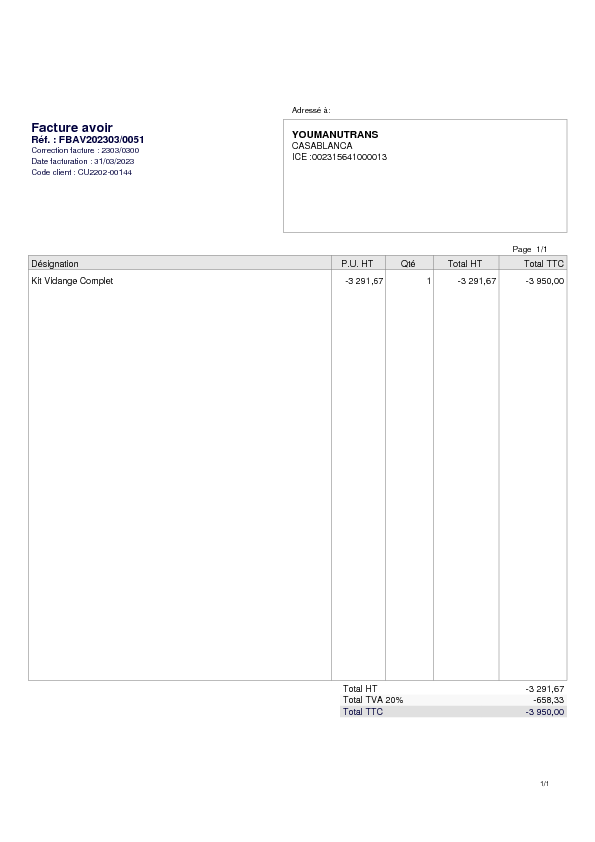 Adressé à:
Facture avoir
Réf. : FBAV202303/0051
Correction facture : 2303/0300
Date facturation : 31/03/2023
Code client : CU2202-00144
YOUMANUTRANS
CASABLANCA
ICE :002315641000013
Page 1/1
Désignation P.U. HT Qté Total HT Total TTC
Kit Vidange Complet -3 291,67 1 -3 291,67 -3 950,00
Total HT -3 291,67
Total TVA 20% -658,33
Total TTC -3 950,00
1/1